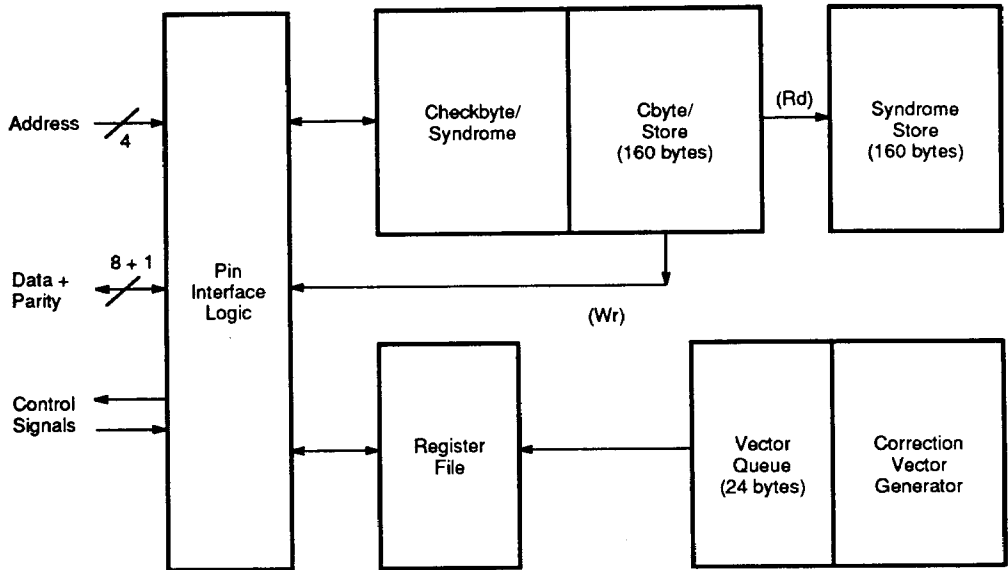 Address
4
8 + 1
Data +
Parity
Control
Signals
Pin
Interface
Logic
Checkbyte/
Syndrome
Cbyte/
Store
(160 bytes)
(Rd)
Syndrome
Store
(160 bytes)
(Wr)
Register
File
Vector
Queue
(24 bytes)
Correction
Vector
Generator